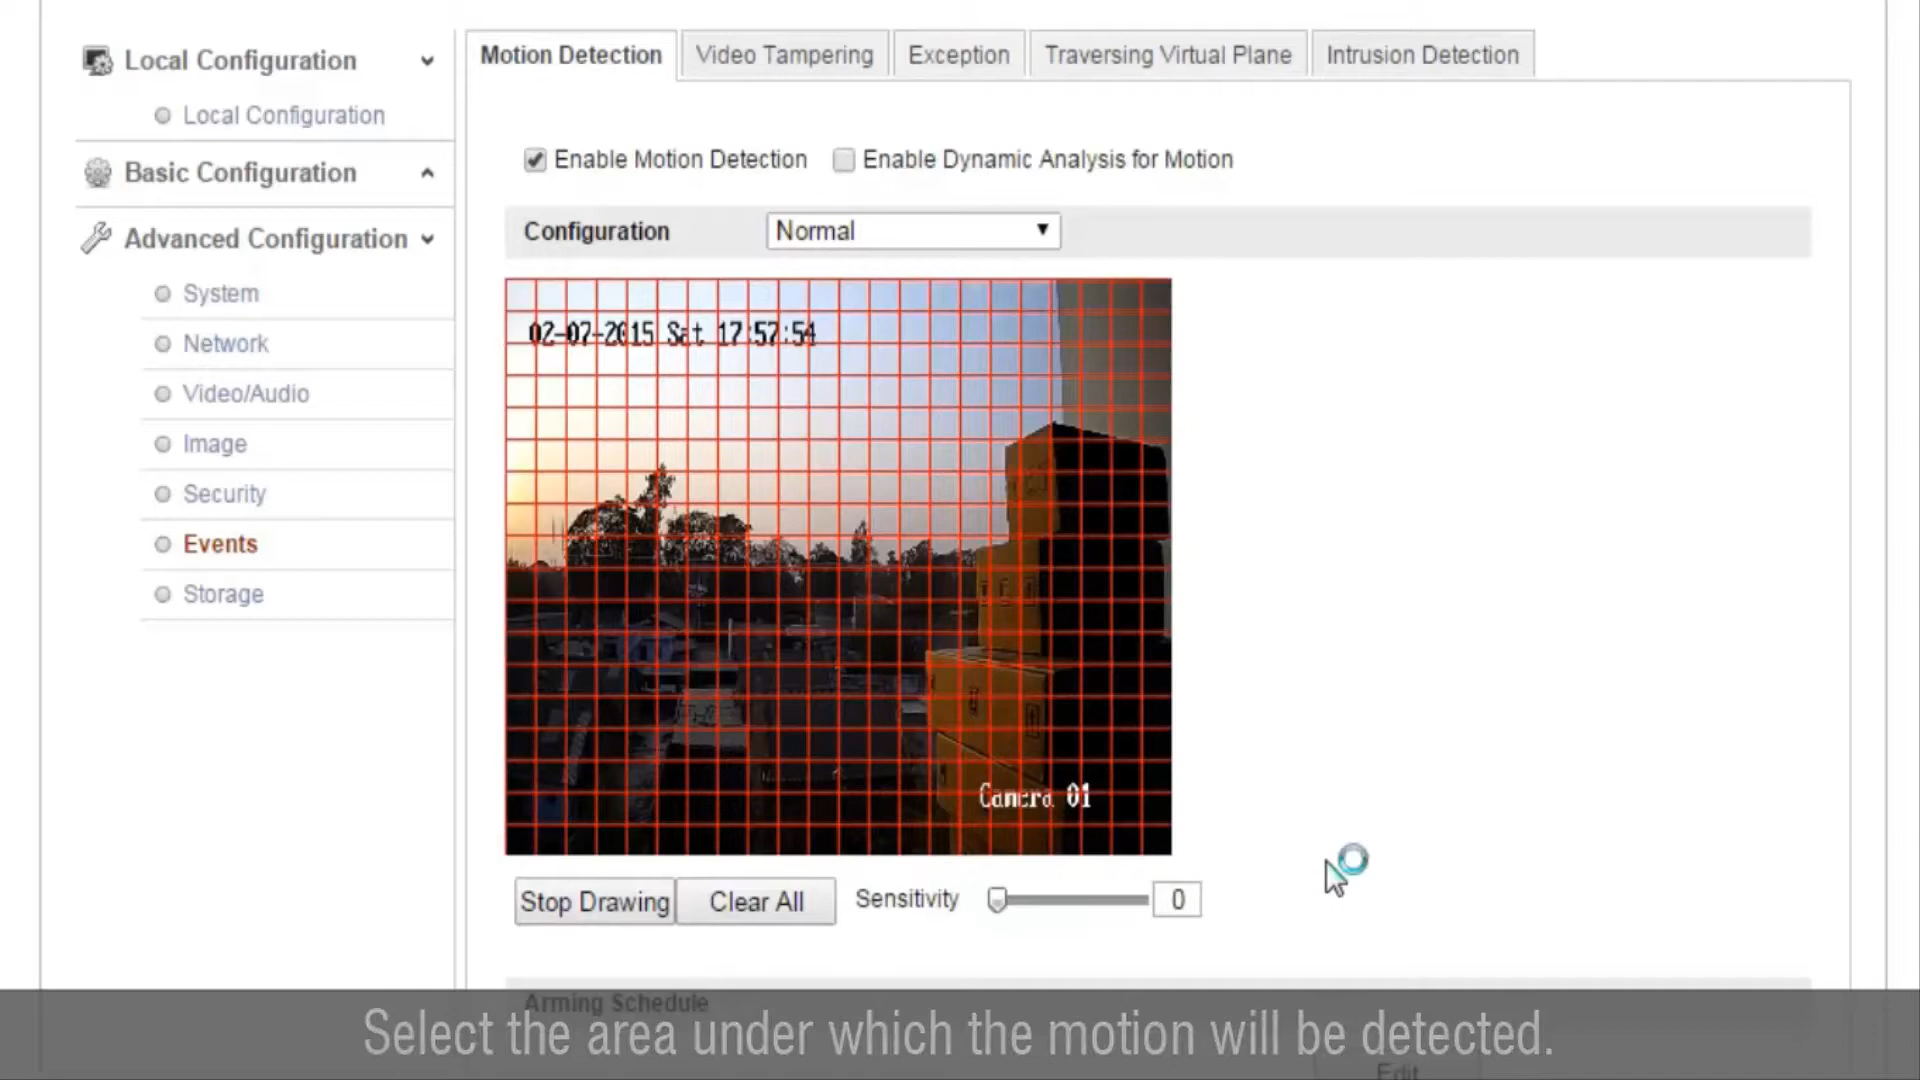 Local Configuration
Local Configuration
Basic Configuration
Advanced Configuration
System
Network
Video/Audio
Image
Security
Events
Storage
Motion Detection
Video Tampering
Exception
Traversing Virtual Plane
Intrusion Detection
Enable Motion Detection
Enable Dynamic Analysis for Motion
Configuration
Normal
02-07-2015 Sat 17:57:54
Camera 01
Stop Drawing
Clear All
Sensitivity
0
Arming Schedule
Select the area under which the motion will be detected.
Edit